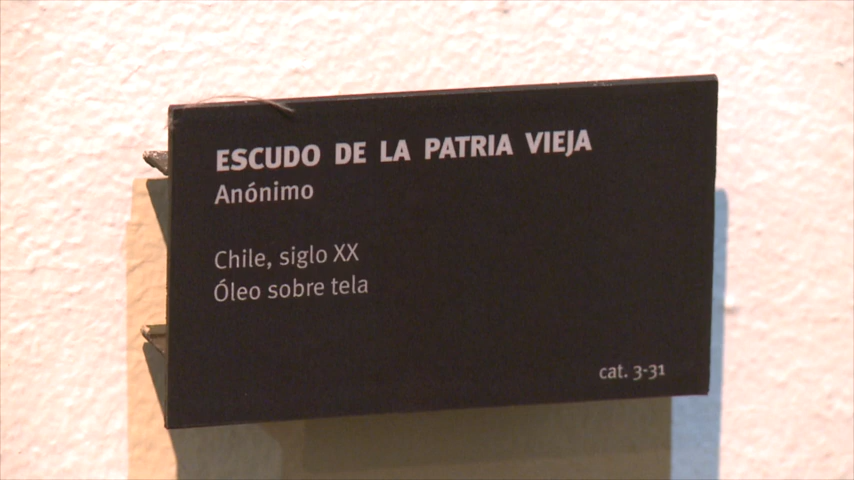 ESCUDO DE LA PATRIA VIEJA
Anónimo
Chile, siglo XX
Óleo sobre tela
cat. 3-31